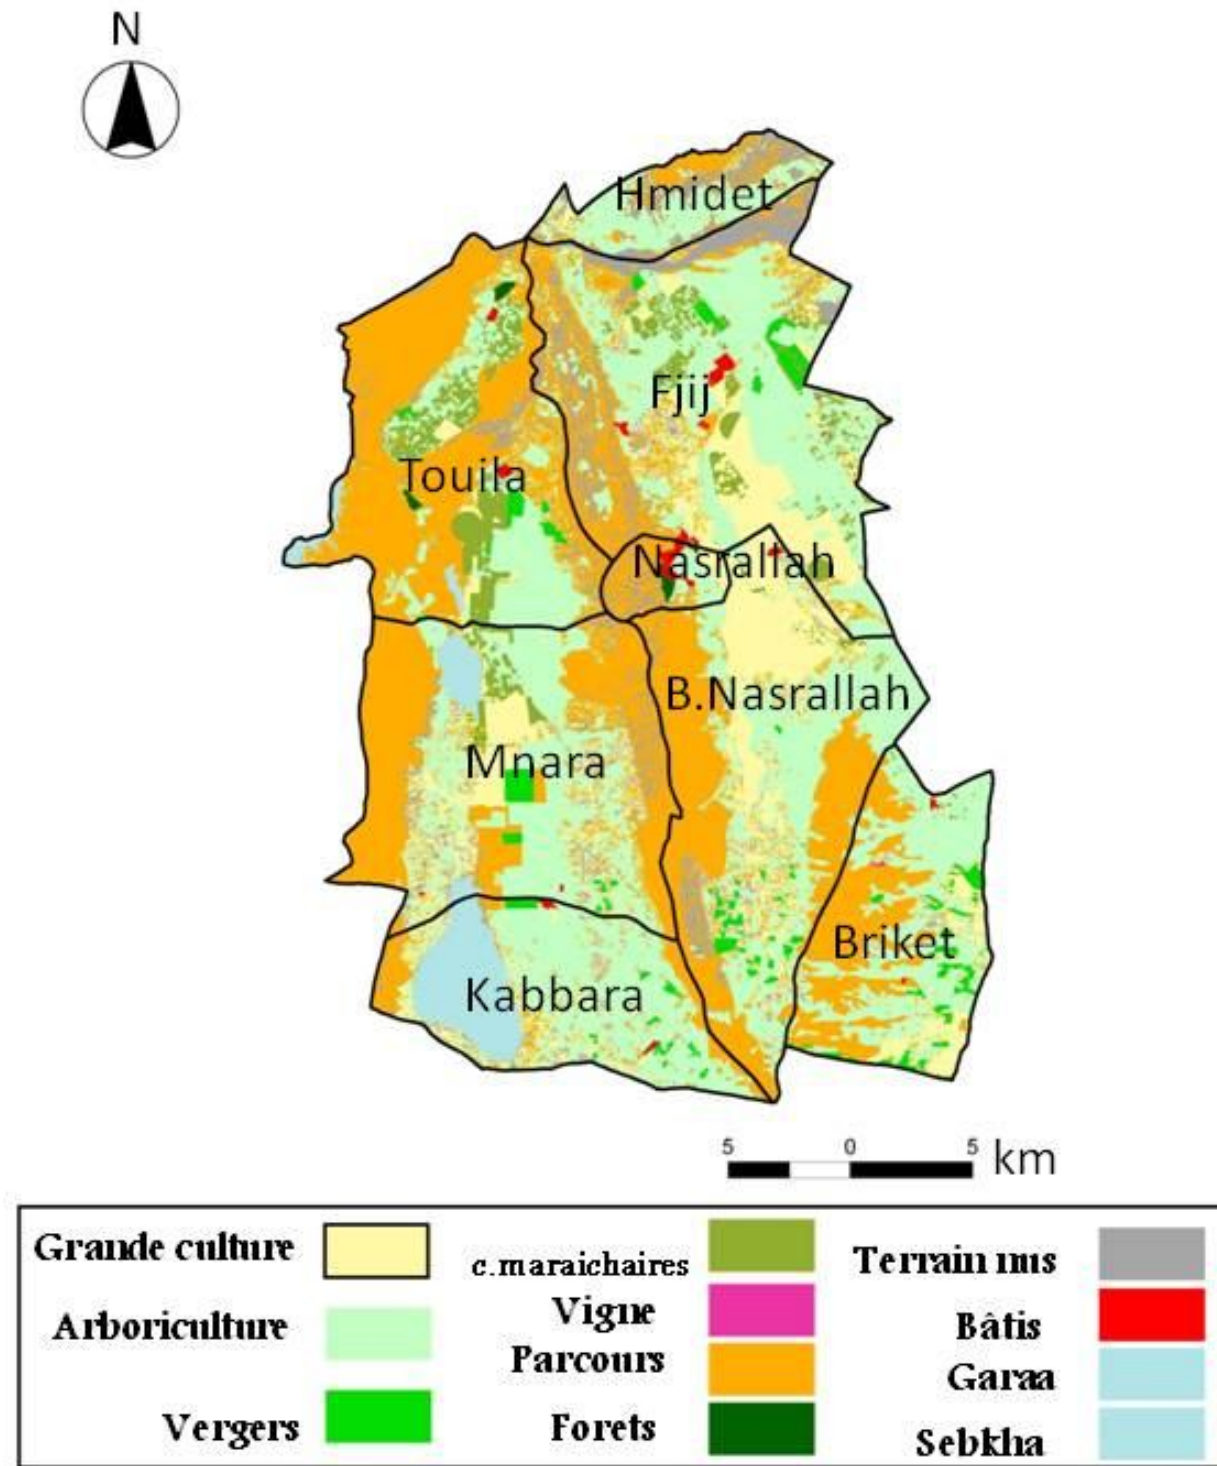 N
Hmidet
Fjij
Touila
Nasrallah
B.Nasrallah
Mnara
Briket
Kabbara
5 0 5 km
Grande culture
c.maraichaires
Terrain nus
Arboriculture
Vigne
Bâtis
Parcours
Garaa
Vergers
Forets
Sebkha